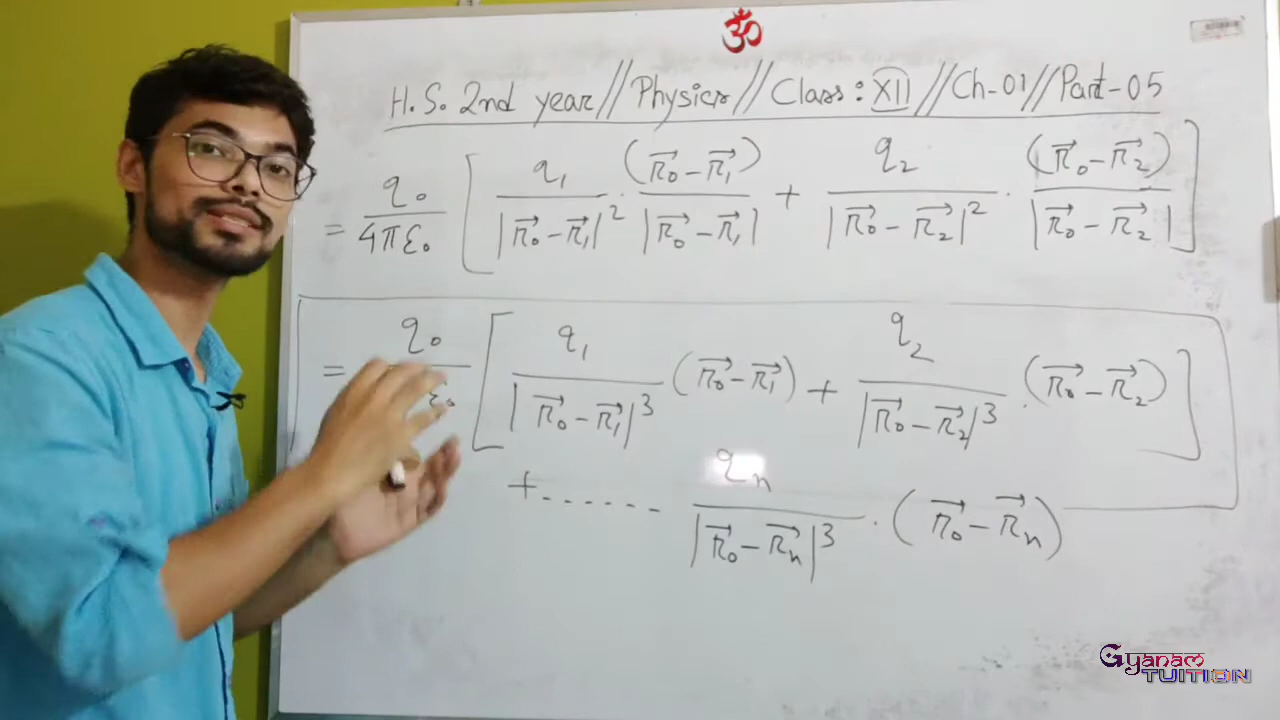 ॐ
H.S. 2nd year // Physics // Class: XII // Ch-01 // Part-05
= q₀/4πε₀ [ q₁/|r⃗₀-r⃗₁|² · (r⃗₀-r⃗₁)/|r⃗₀-r⃗₁| + q₂/|r⃗₀-r⃗₂|² · (r⃗₀-r⃗₂)/|r⃗₀-r⃗₂| ]
= q₀/ε₀ [ q₁/|r⃗₀-r⃗₁|³ (r⃗₀-r⃗₁) + q₂/|r⃗₀-r⃗₂|³ · (r⃗₀-r⃗₂) ]
+ ...... qₙ/|r⃗₀-r⃗ₙ|³ · (r⃗₀-r⃗ₙ)
Gyanam
TUITION